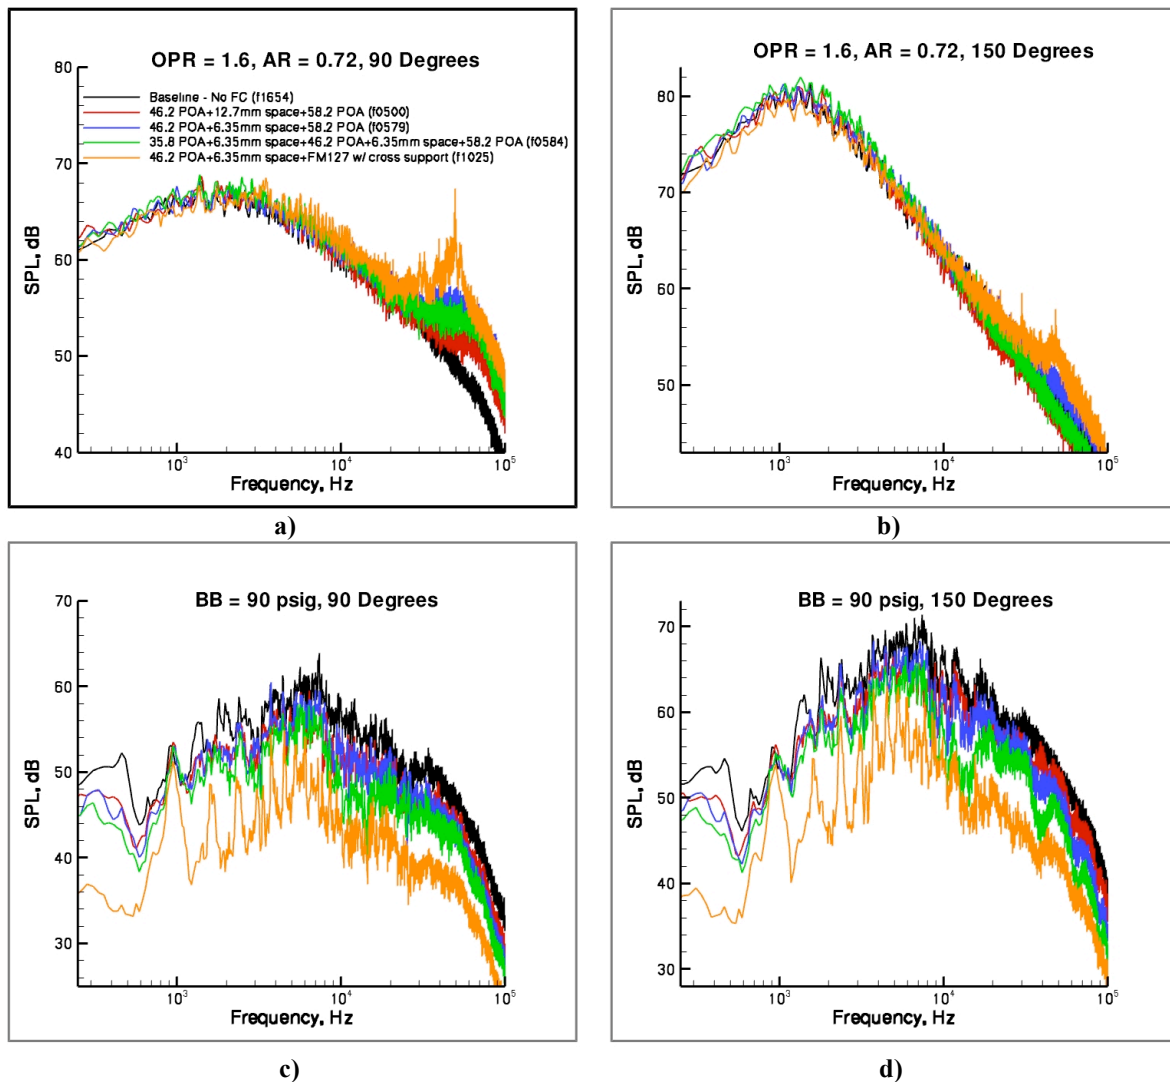 OPR = 1.6, AR = 0.72, 90 Degrees
80
Baseline - No FC (f1654)
46.2 POA+12.7mm space+58.2 POA (f0500)
46.2 POA+6.35mm space+58.2 POA (f0579)
35.8 POA+6.35mm space+46.2 POA+6.35mm space+58.2 POA (f0584)
46.2 POA+6.35mm space+FM127 w/ cross support (f1025)
70
60
50
40
SPL, dB
10³ 10⁴ 10⁵
Frequency, Hz
a)
OPR = 1.6, AR = 0.72, 150 Degrees
80
70
60
50
SPL, dB
10³ 10⁴ 10⁵
Frequency, Hz
b)
BB = 90 psig, 90 Degrees
70
60
50
40
30
SPL, dB
10³ 10⁴ 10⁵
Frequency, Hz
c)
BB = 90 psig, 150 Degrees
70
60
50
40
30
SPL, dB
10³ 10⁴ 10⁵
Frequency, Hz
d)